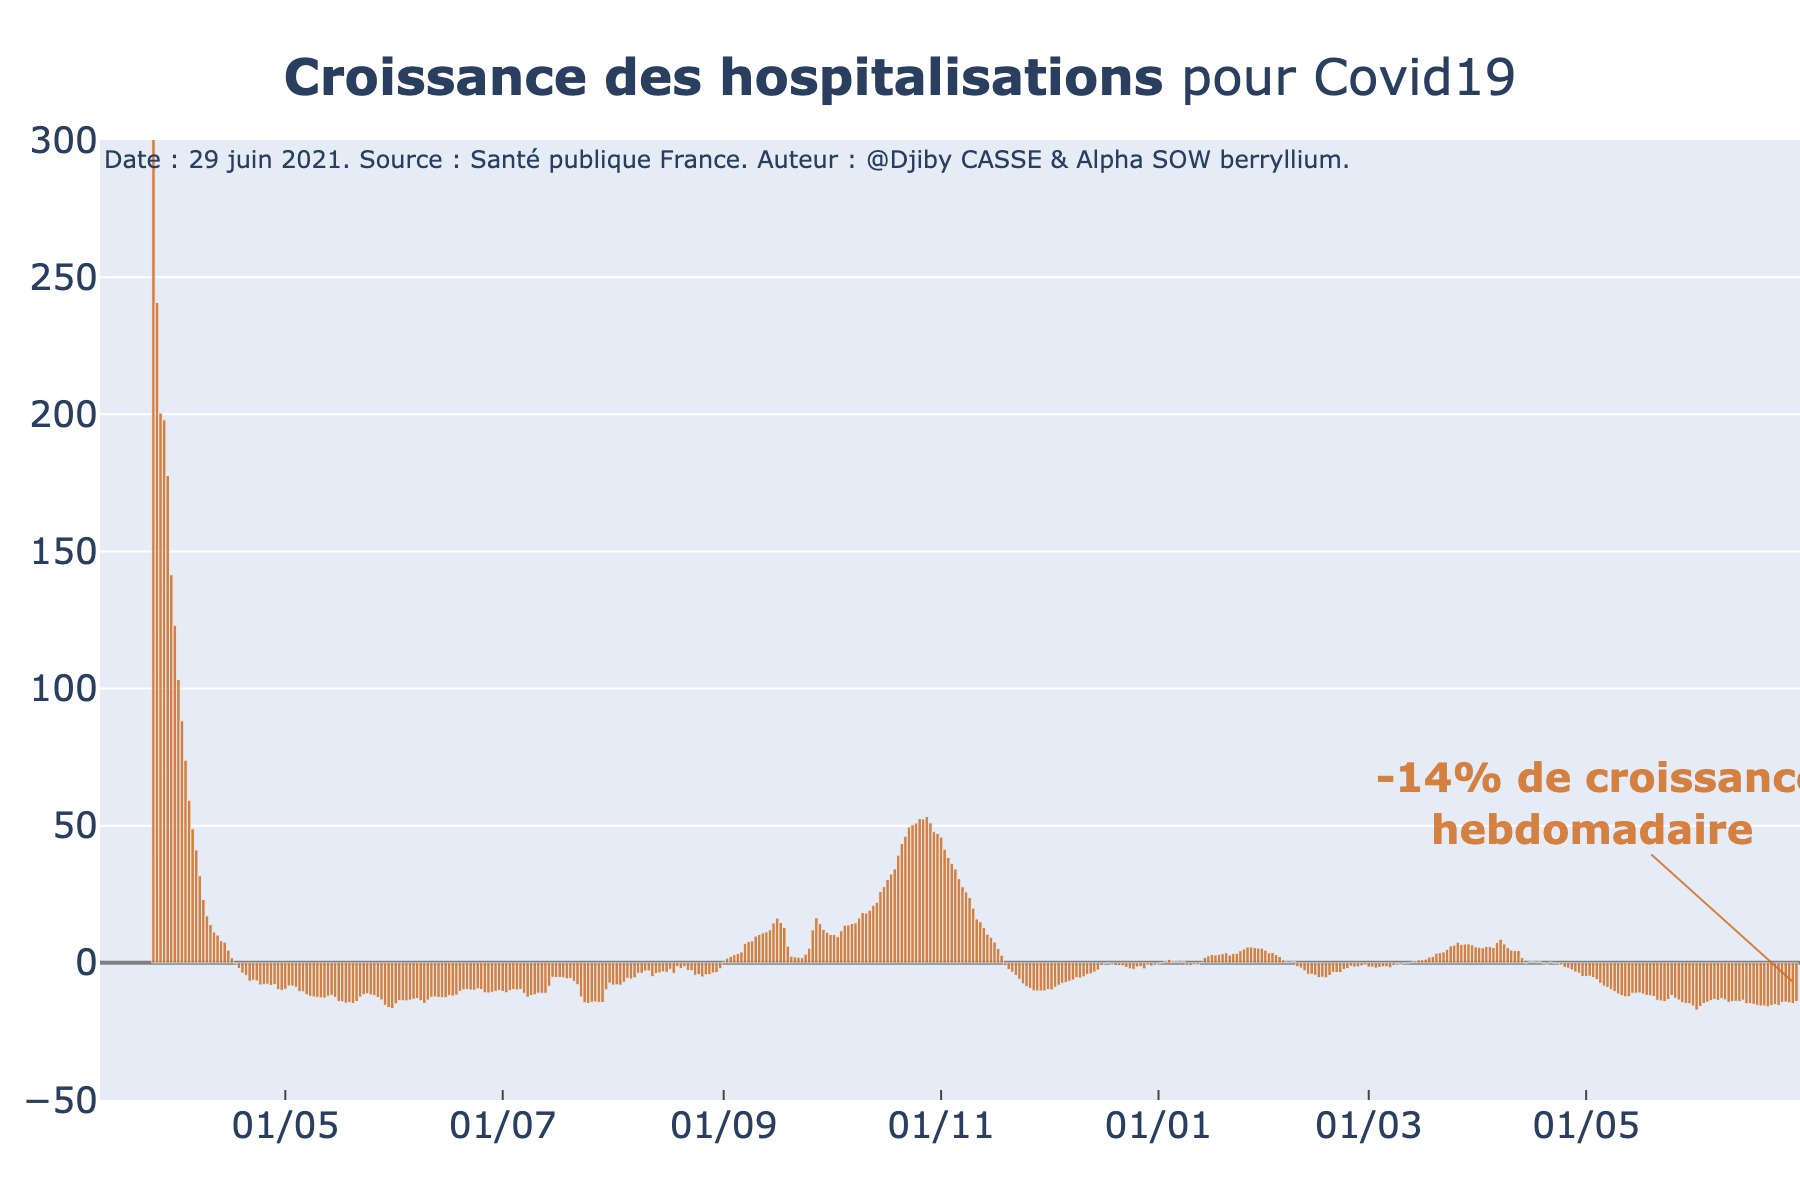 Croissance des hospitalisations pour Covid19
300
Date : 29 juin 2021. Source : Santé publique France. Auteur : @Djiby CASSE & Alpha SOW berryllium.
250
200
150
100
-14% de croissance
50
hebdomadaire
0
−50
01/05 01/07 01/09 01/11 01/01 01/03 01/05